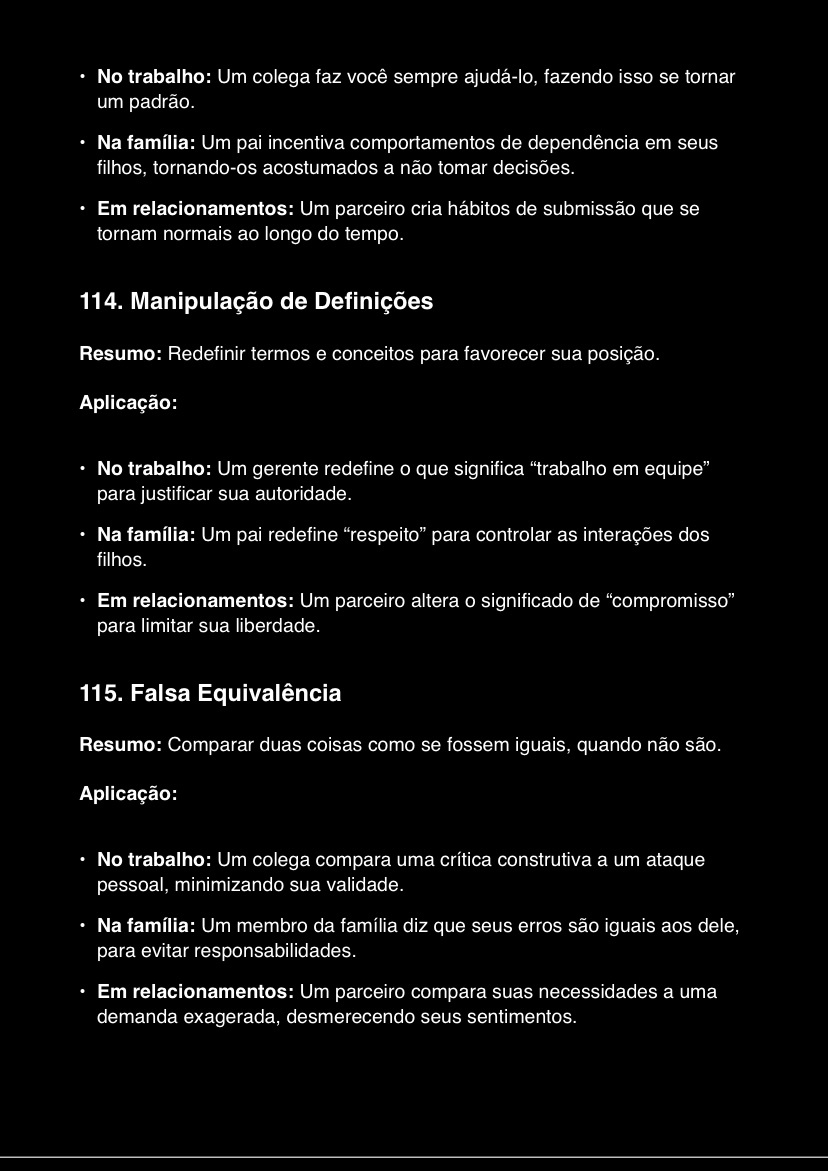 • No trabalho: Um colega faz você sempre ajudá-lo, fazendo isso se tornar
um padrão.
• Na família: Um pai incentiva comportamentos de dependência em seus
filhos, tornando-os acostumados a não tomar decisões.
• Em relacionamentos: Um parceiro cria hábitos de submissão que se
tornam normais ao longo do tempo.
114. Manipulação de Definições
Resumo: Redefinir termos e conceitos para favorecer sua posição.
Aplicação:
• No trabalho: Um gerente redefine o que significa “trabalho em equipe”
para justificar sua autoridade.
• Na família: Um pai redefine “respeito” para controlar as interações dos
filhos.
• Em relacionamentos: Um parceiro altera o significado de “compromisso”
para limitar sua liberdade.
115. Falsa Equivalência
Resumo: Comparar duas coisas como se fossem iguais, quando não são.
Aplicação:
• No trabalho: Um colega compara uma crítica construtiva a um ataque
pessoal, minimizando sua validade.
• Na família: Um membro da família diz que seus erros são iguais aos dele,
para evitar responsabilidades.
• Em relacionamentos: Um parceiro compara suas necessidades a uma
demanda exagerada, desmerecendo seus sentimentos.